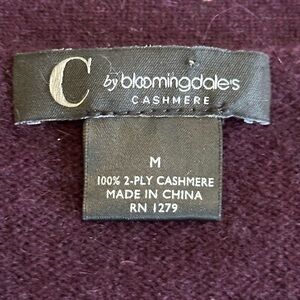 C by bloomingdale's
CASHMERE
M
100% 2-PLY CASHMERE
MADE IN CHINA
RN 1279